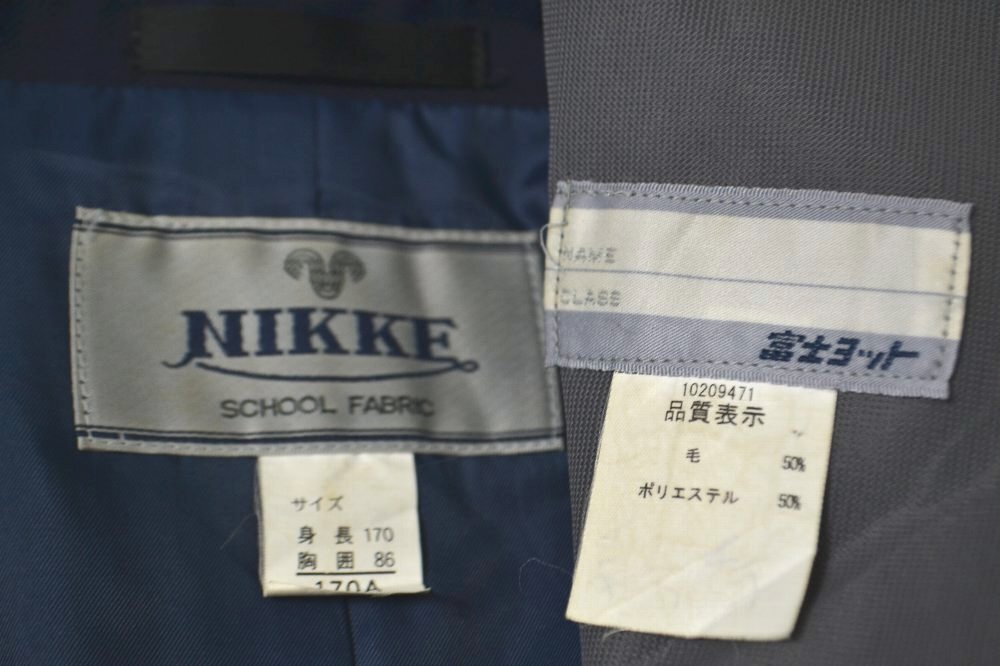 NIKKE
SCHOOL FABRIC
サイズ
身長 170
胸囲 86
170A
NAME
CLASS
富士ヨット
10209471
品質表示
毛 50%
ポリエステル 50%